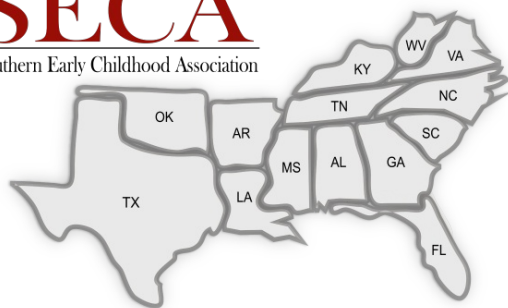 SECA
thern Early Childhood Association
WV
KY
VA
TN
NC
OK
AR
SC
MS
AL
GA
TX
LA
FL